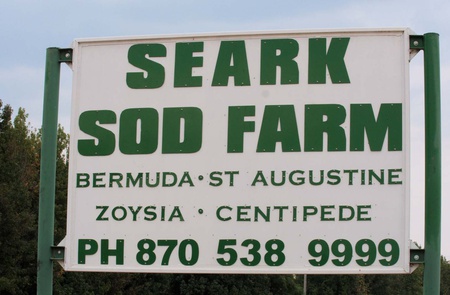 SEARK
SOD FARM
BERMUDA · ST AUGUSTINE
ZOYSIA · CENTIPEDE
PH 870 538 9999